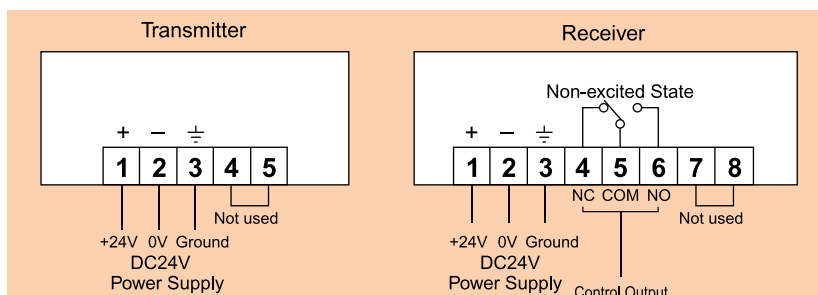 Transmitter
+ −
1 2 3 4 5
Not used
+24V 0V Ground
DC24V
Power Supply
Receiver
Non-excited State
+ −
1 2 3 4 5 6 7 8
NC COM NO
Not used
+24V 0V Ground
DC24V
Power Supply
Control Output